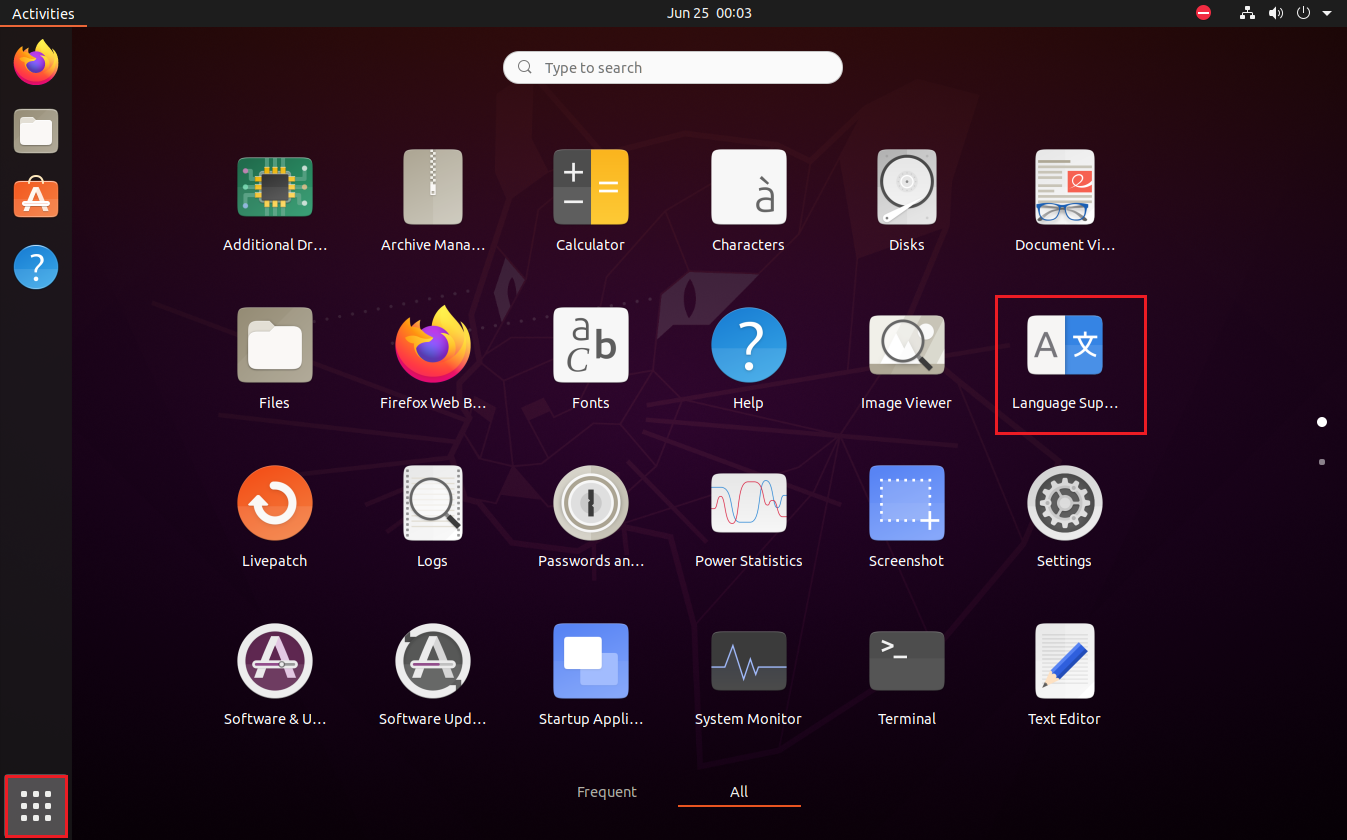 Activities
Jun 25 00:03
Type to search
Additional Dr...
Archive Mana...
Calculator
Characters
Disks
Document Vi...
Files
Firefox Web B...
Fonts
Help
Image Viewer
Language Sup...
Livepatch
Logs
Passwords an...
Power Statistics
Screenshot
Settings
Software & U...
Software Upd...
Startup Appli...
System Monitor
Terminal
Text Editor
Frequent
All